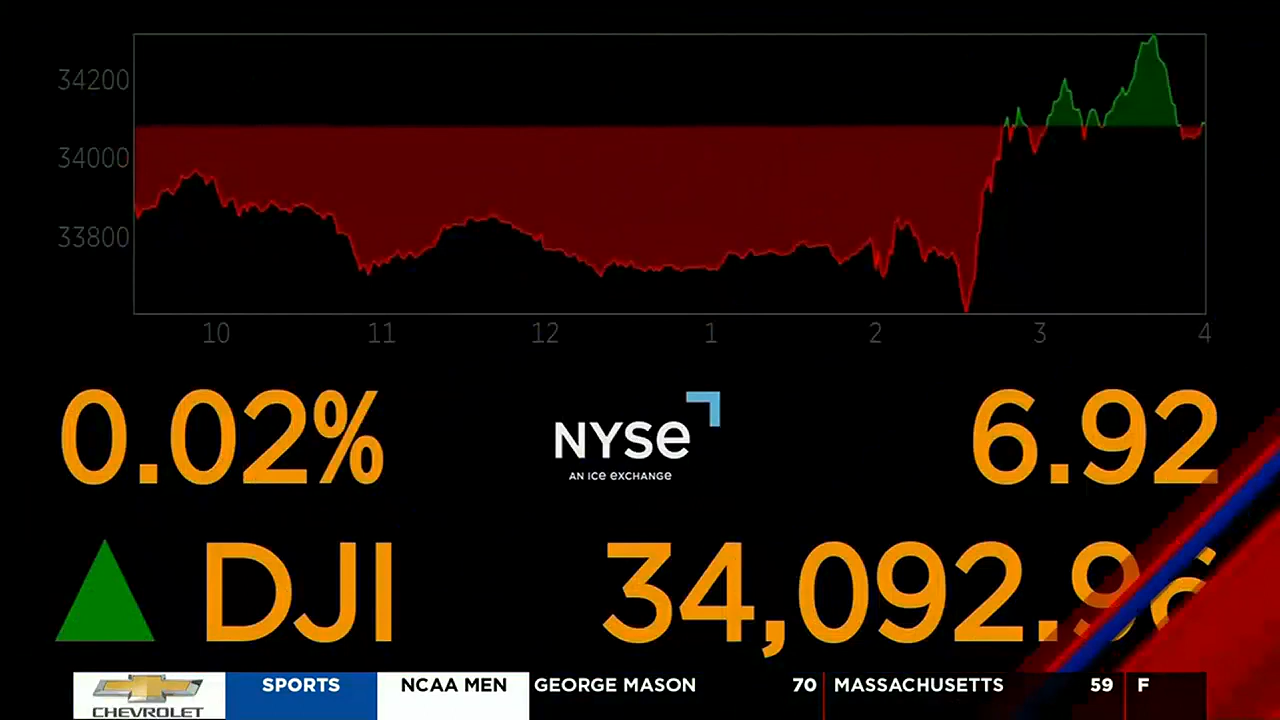 34200
34000
33800
10 11 12 1 2 3 4
0.02% NYSE 6.92
AN ICE EXCHANGE
DJI 34,092.96
CHEVROLET SPORTS NCAA MEN GEORGE MASON 70 MASSACHUSETTS 59 F